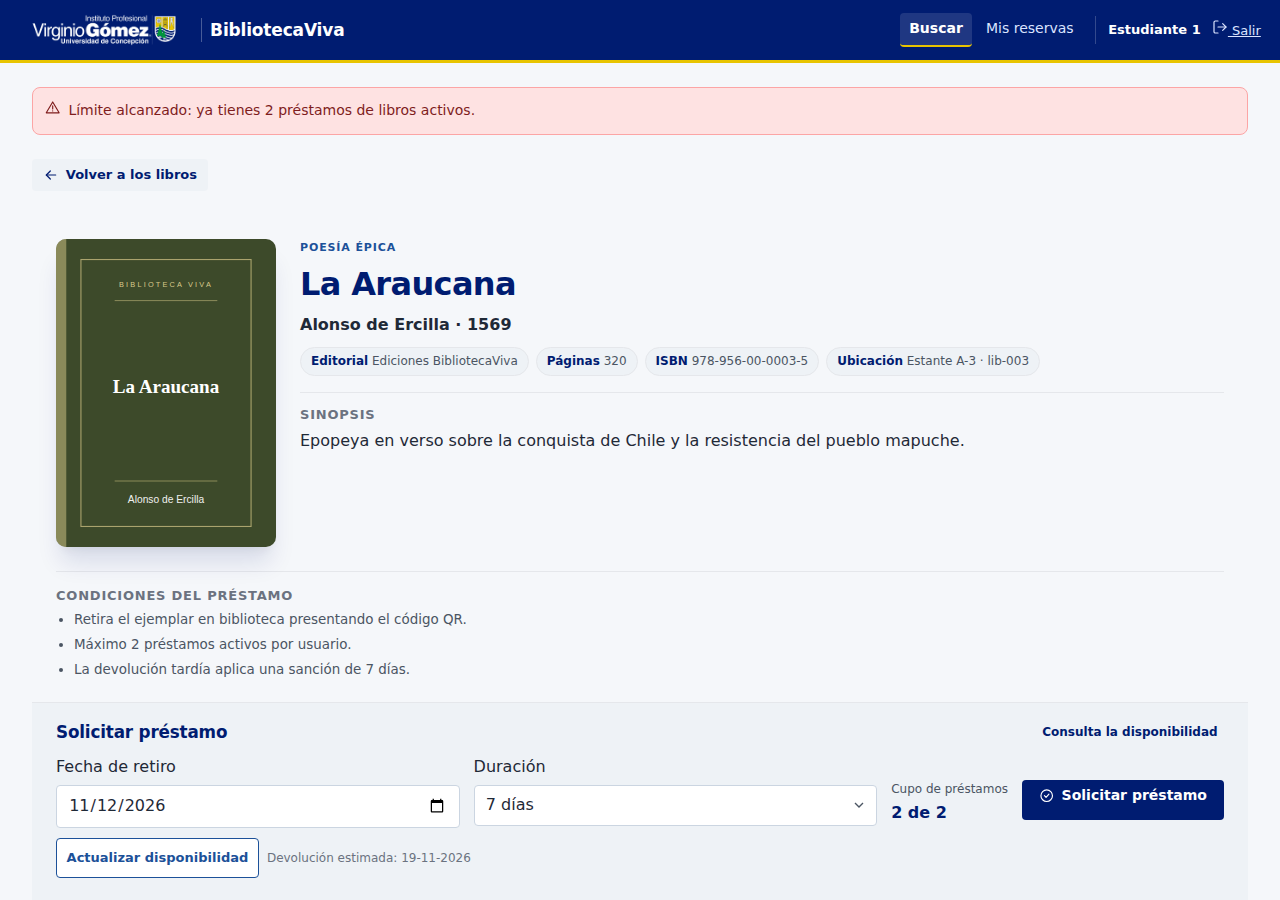 Instituto Profesional
Virginio Gómez
Universidad de Concepción
BibliotecaViva
Buscar
Mis reservas
Estudiante 1
Salir
Límite alcanzado: ya tienes 2 préstamos de libros activos.
Volver a los libros
BIBLIOTECA VIVA
La Araucana
Alonso de Ercilla
POESÍA ÉPICA
La Araucana
Alonso de Ercilla · 1569
Editorial Ediciones BibliotecaViva
Páginas 320
ISBN 978-956-00-0003-5
Ubicación Estante A-3 · lib-003
SINOPSIS
Epopeya en verso sobre la conquista de Chile y la resistencia del pueblo mapuche.
CONDICIONES DEL PRÉSTAMO
• Retira el ejemplar en biblioteca presentando el código QR.
• Máximo 2 préstamos activos por usuario.
• La devolución tardía aplica una sanción de 7 días.
Solicitar préstamo
Consulta la disponibilidad
Fecha de retiro
11/12/2026
Duración
7 días
Cupo de préstamos
2 de 2
Solicitar préstamo
Actualizar disponibilidad
Devolución estimada: 19-11-2026